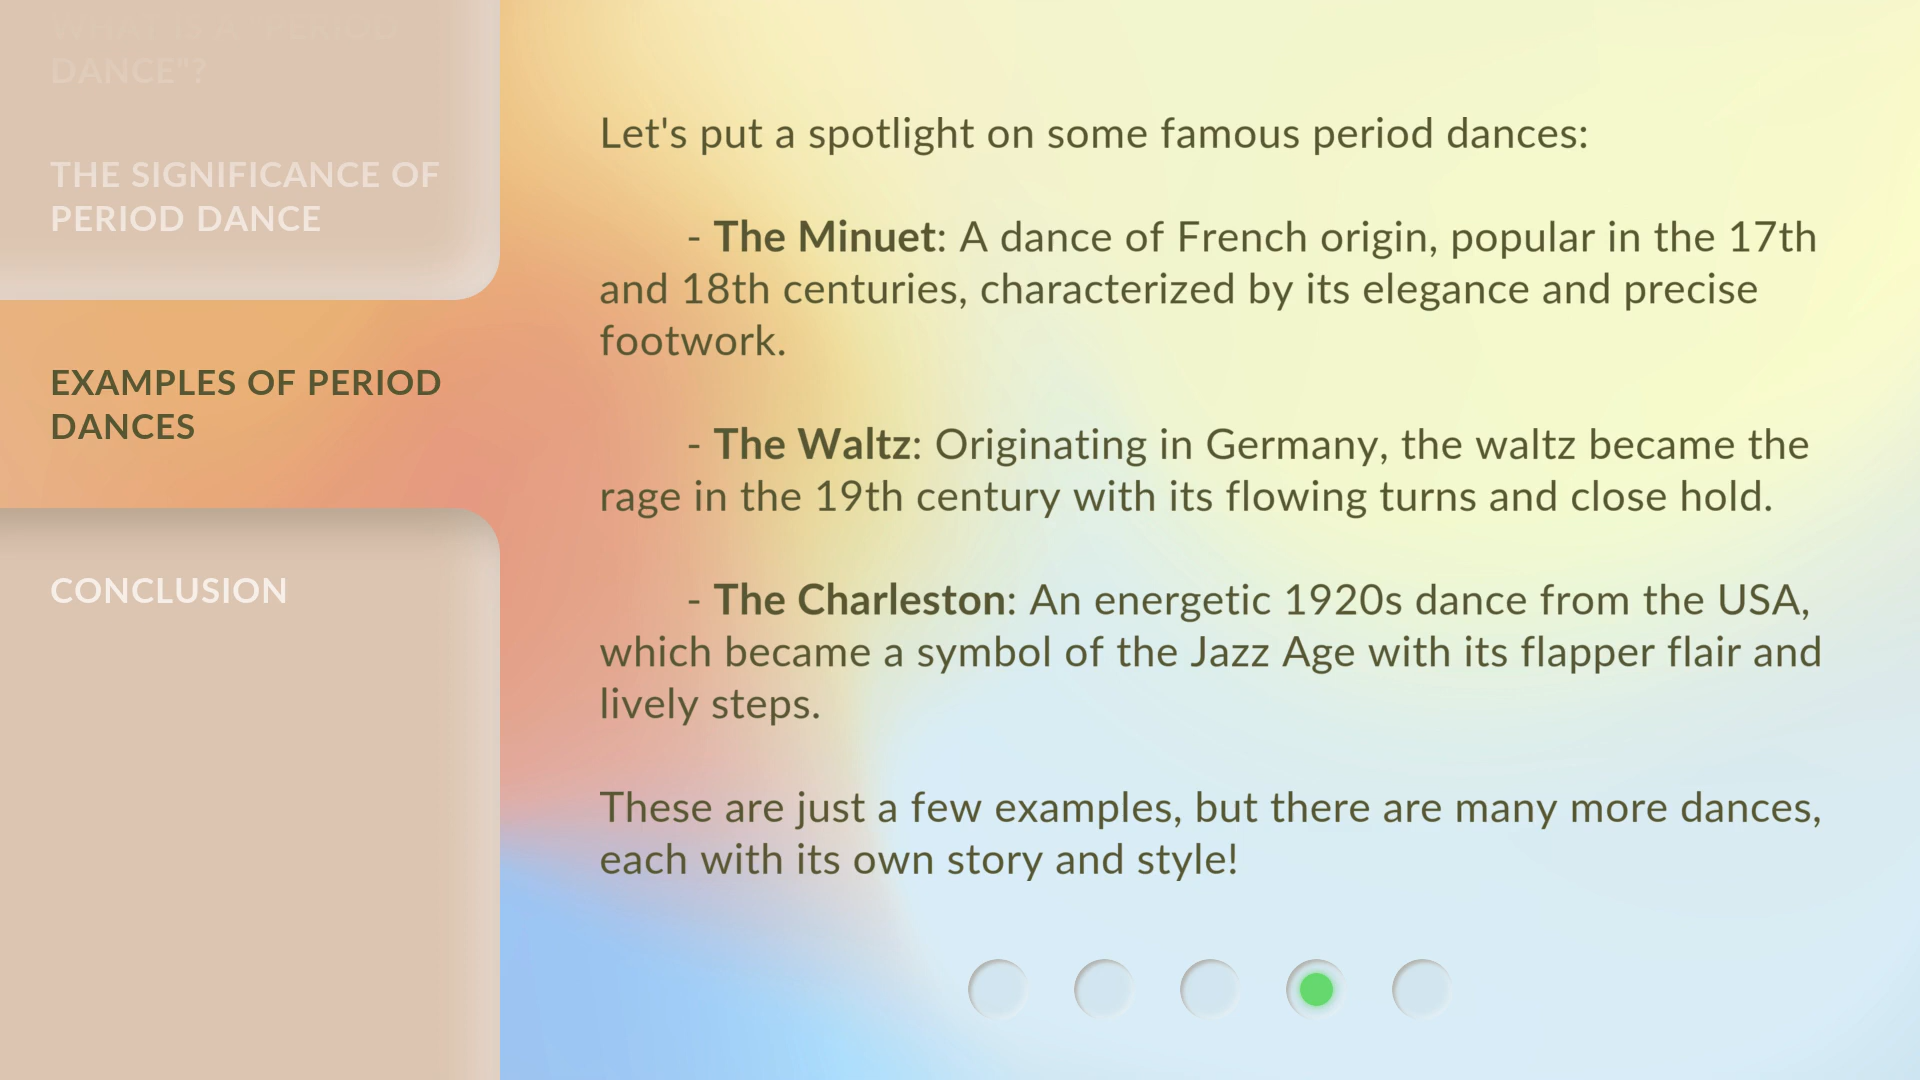 WHAT IS A "PERIOD
DANCE"?
THE SIGNIFICANCE OF
PERIOD DANCE
EXAMPLES OF PERIOD
DANCES
CONCLUSION
Let's put a spotlight on some famous period dances:
- The Minuet: A dance of French origin, popular in the 17th
and 18th centuries, characterized by its elegance and precise
footwork.
- The Waltz: Originating in Germany, the waltz became the
rage in the 19th century with its flowing turns and close hold.
- The Charleston: An energetic 1920s dance from the USA,
which became a symbol of the Jazz Age with its flapper flair and
lively steps.
These are just a few examples, but there are many more dances,
each with its own story and style!